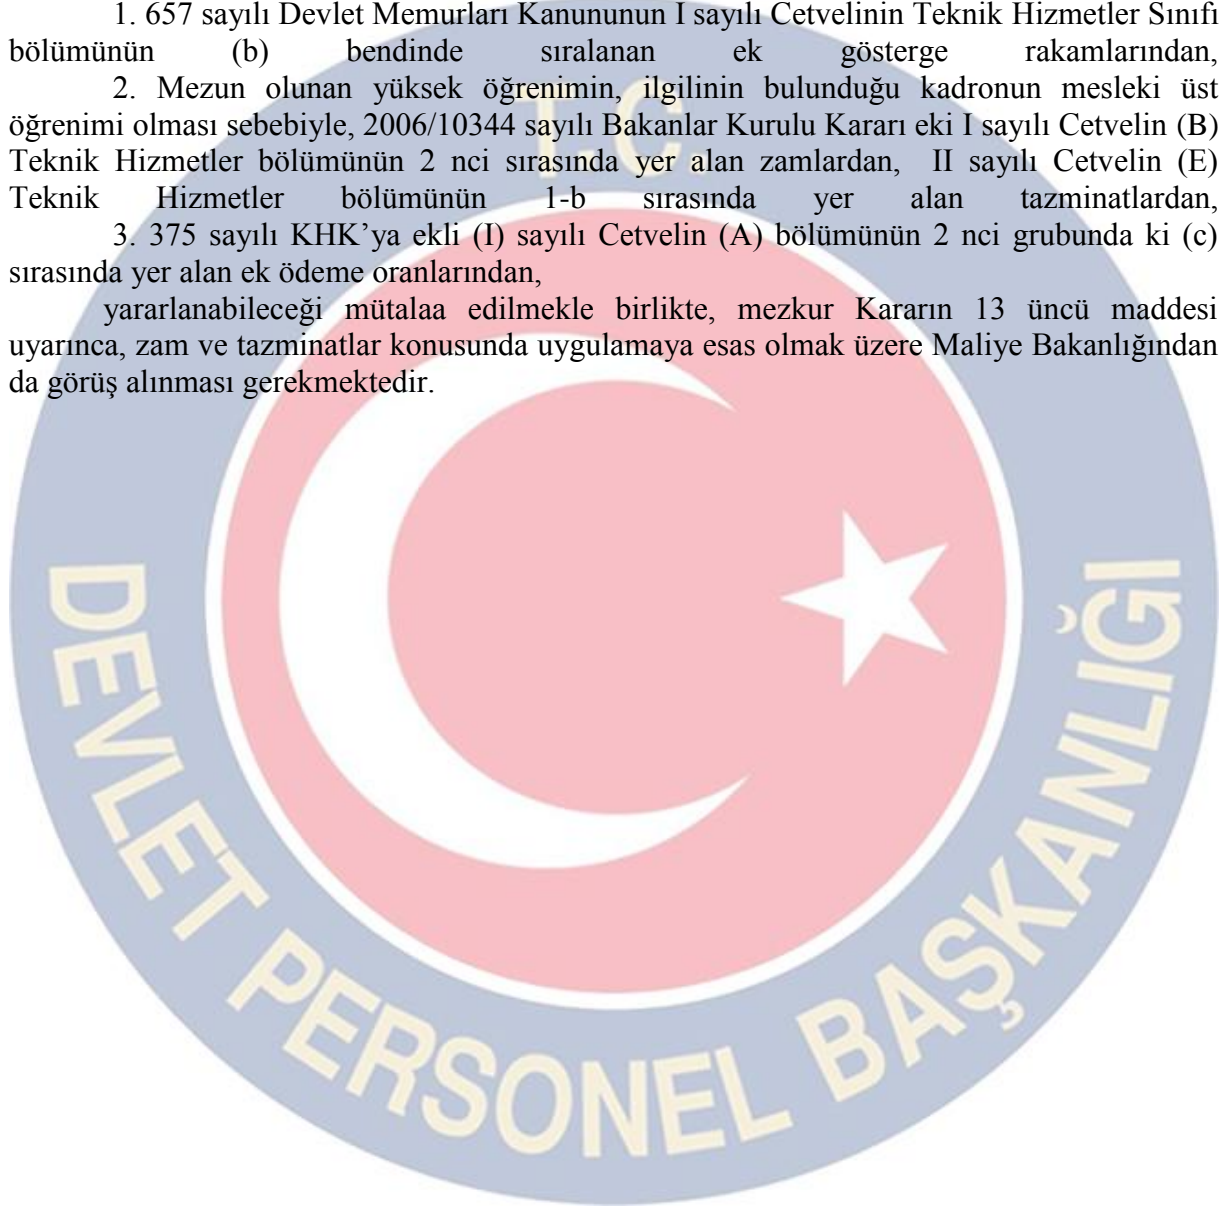 1. 657 sayılı Devlet Memurları Kanununun I sayılı Cetvelinin Teknik Hizmetler Sınıfı
bölümünün (b) bendinde sıralanan ek gösterge rakamlarından,
2. Mezun olunan yüksek öğrenimin, ilgilinin bulunduğu kadronun mesleki üst
öğrenimi olması sebebiyle, 2006/10344 sayılı Bakanlar Kurulu Kararı eki I sayılı Cetvelin (B)
Teknik Hizmetler bölümünün 2 nci sırasında yer alan zamlardan, II sayılı Cetvelin (E)
Teknik Hizmetler bölümünün 1-b sırasında yer alan tazminatlardan,
3. 375 sayılı KHK’ya ekli (I) sayılı Cetvelin (A) bölümünün 2 nci grubunda ki (c)
sırasında yer alan ek ödeme oranlarından,
yararlanabileceği mütalaa edilmekle birlikte, mezkur Kararın 13 üncü maddesi
uyarınca, zam ve tazminatlar konusunda uygulamaya esas olmak üzere Maliye Bakanlığından
da görüş alınması gerekmektedir.
T.C.
DEVLET PERSONEL BAŞKANLIĞI